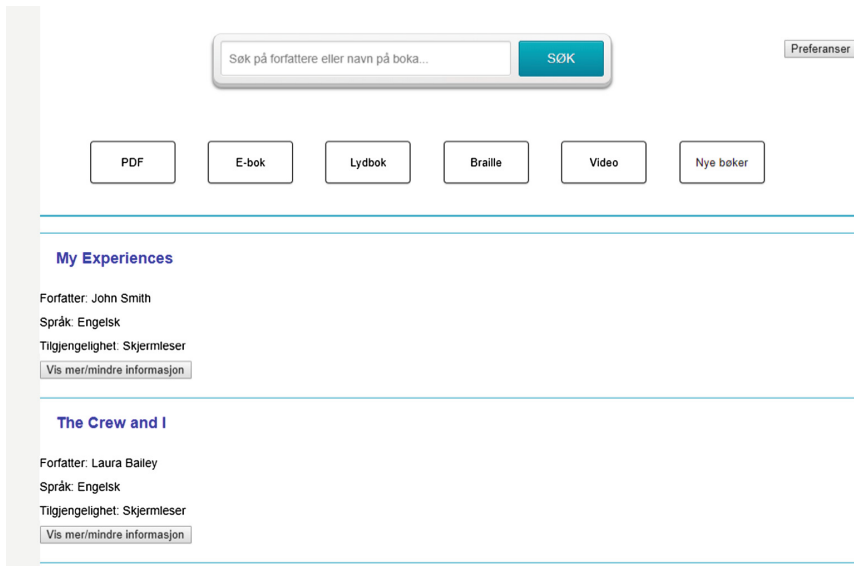 Søk på forfattere eller navn på boka...
SØK
Preferanser
PDF
E-bok
Lydbok
Braille
Video
Nye bøker
My Experiences
Forfatter: John Smith
Språk: Engelsk
Tilgjengelighet: Skjermleser
Vis mer/mindre informasjon
The Crew and I
Forfatter: Laura Bailey
Språk: Engelsk
Tilgjengelighet: Skjermleser
Vis mer/mindre informasjon